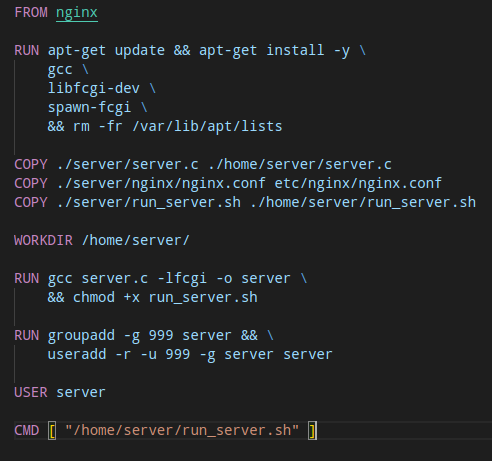 FROM nginx
RUN apt-get update && apt-get install -y \
gcc \
libfcgi-dev \
spawn-fcgi \
&& rm -fr /var/lib/apt/lists
COPY ./server/server.c ./home/server/server.c
COPY ./server/nginx/nginx.conf etc/nginx/nginx.conf
COPY ./server/run_server.sh ./home/server/run_server.sh
WORKDIR /home/server/
RUN gcc server.c -lfcgi -o server \
&& chmod +x run_server.sh
RUN groupadd -g 999 server && \
useradd -r -u 999 -g server server
USER server
CMD [ "/home/server/run_server.sh" ]